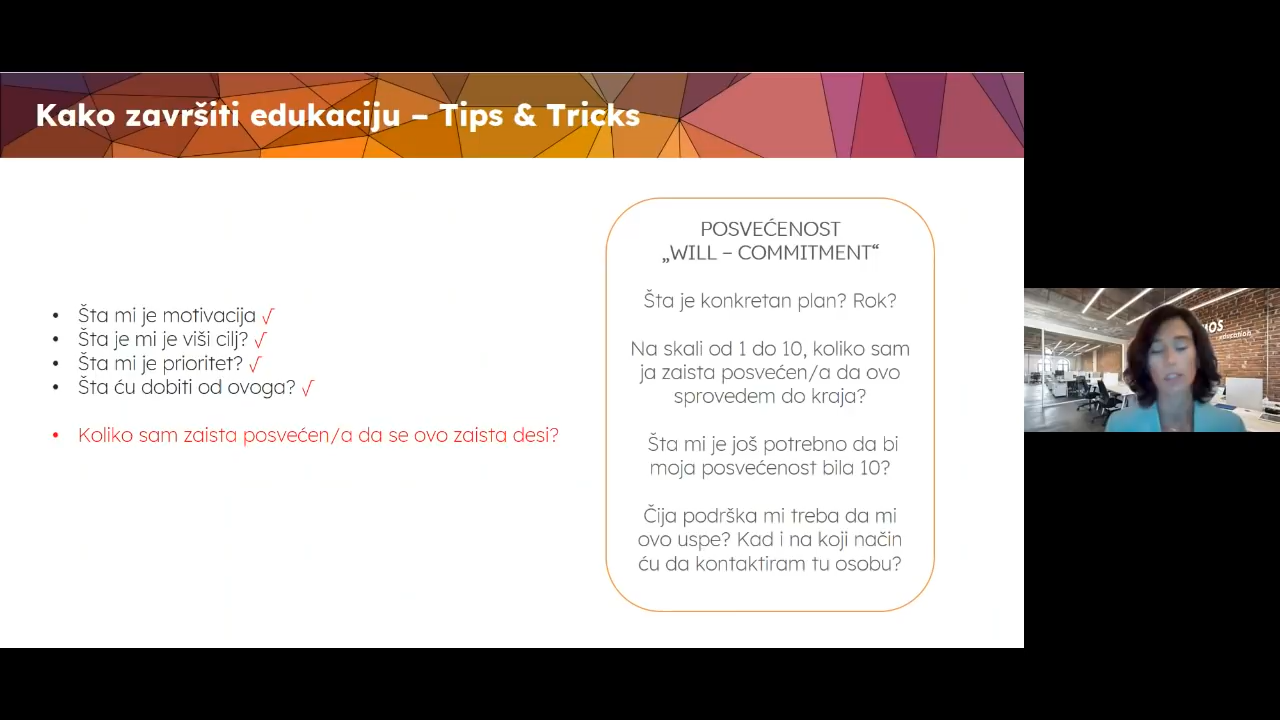 Kako završiti edukaciju – Tips & Tricks
• Šta mi je motivacija √
• Šta je mi je viši cilj? √
• Šta mi je prioritet? √
• Šta ću dobiti od ovoga? √
• Koliko sam zaista posvećen/a da se ovo zaista desi?
POSVEĆENOST
„WILL – COMMITMENT“
Šta je konkretan plan? Rok?
Na skali od 1 do 10, koliko sam
ja zaista posvećen/a da ovo
sprovedem do kraja?
Šta mi je još potrebno da bi
moja posvećenost bila 10?
Čija podrška mi treba da mi
ovo uspe? Kad i na koji način
ću da kontaktiram tu osobu?